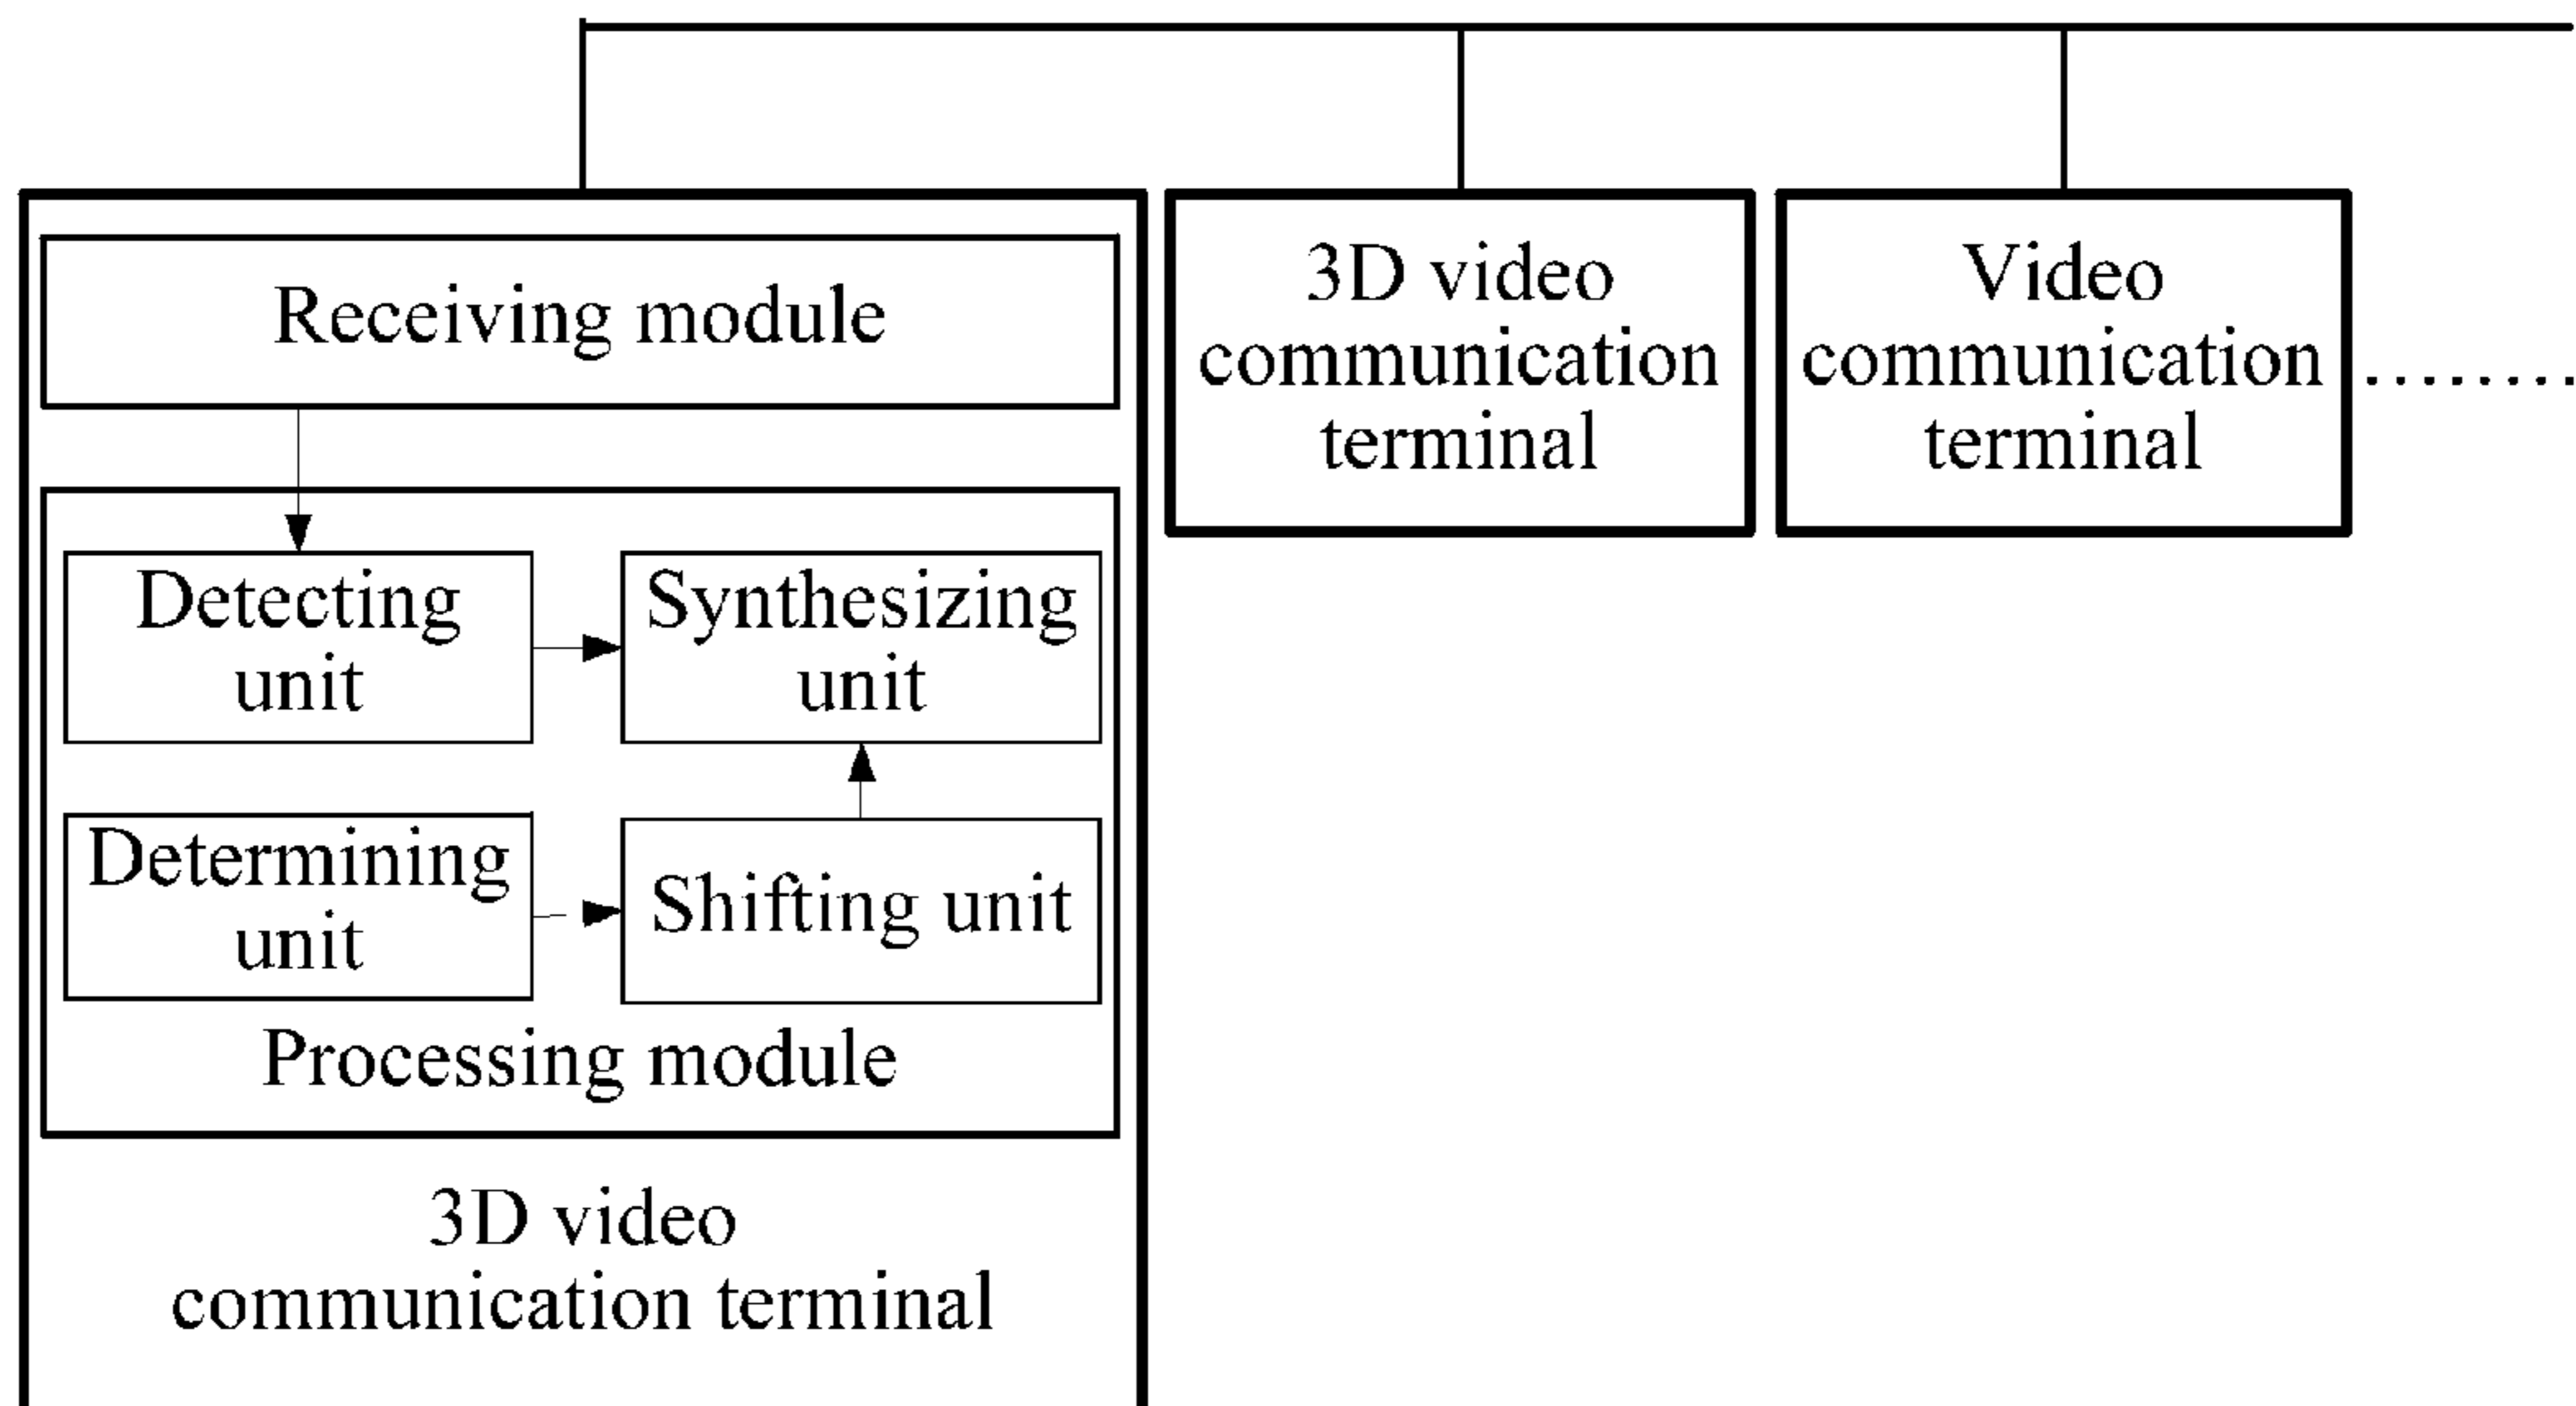 Receiving module
Detecting
unit
Synthesizing
unit
Determining
unit
Shifting unit
Processing module
3D video
communication terminal
3D video
communication
terminal
Video
communication
terminal
........